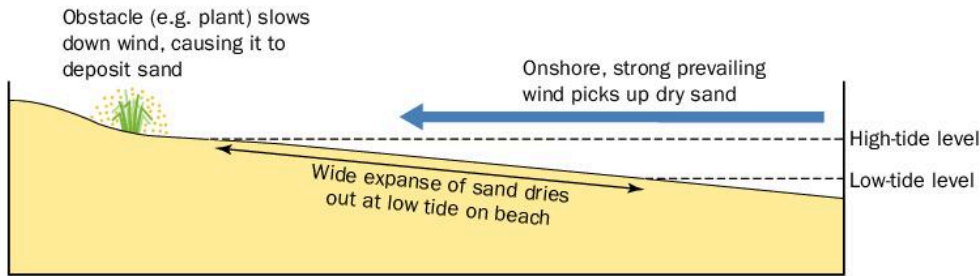 Obstacle (e.g. plant) slows
down wind, causing it to
deposit sand
Onshore, strong prevailing
wind picks up dry sand
High-tide level
Low-tide level
Wide expanse of sand dries
out at low tide on beach